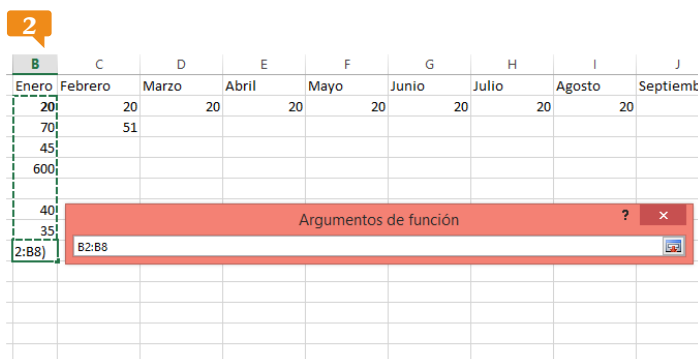 2
B C D E F G H I J
Enero Febrero Marzo Abril Mayo Junio Julio Agosto Septiemb
20 20 20 20 20 20 20 20
70 51
45
600
40
35
2:B8)
Argumentos de función ? ×
B2:B8